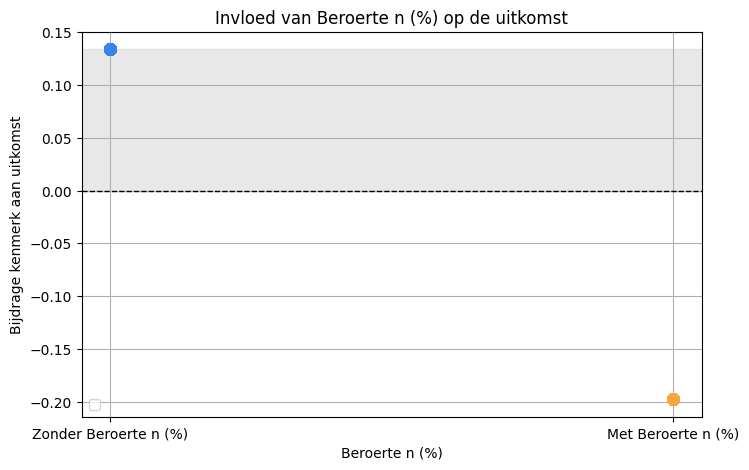 Invloed van Beroerte n (%) op de uitkomst
Bijdrage kenmerk aan uitkomst
0.15
0.10
0.05
0.00
−0.05
−0.10
−0.15
−0.20
Zonder Beroerte n (%)
Met Beroerte n (%)
Beroerte n (%)